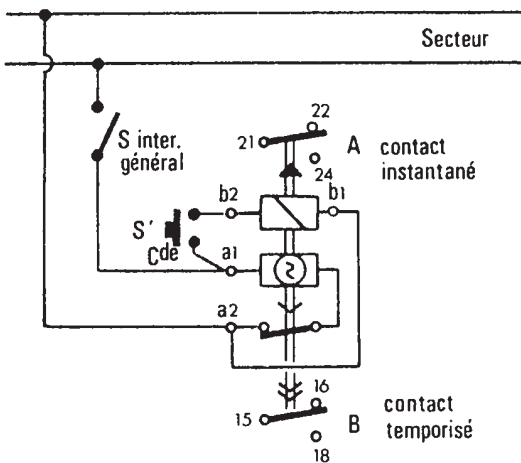 Secteur
S inter.
général
22
21
A contact
instantané
24
b2
b1
S'
Cde
a1
a2
16
15
B contact
temporisé
18